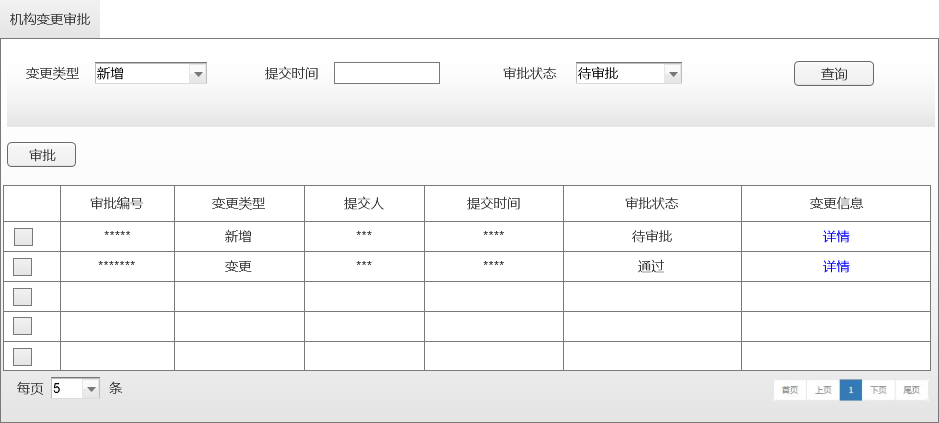 机构变更审批
变更类型 新增 提交时间 审批状态 待审批 查询
审批
审批编号 变更类型 提交人 提交时间 审批状态 变更信息
***** 新增 *** **** 待审批 详情
******* 变更 *** **** 通过 详情
每页 5 条 首页 上页 1 下页 尾页